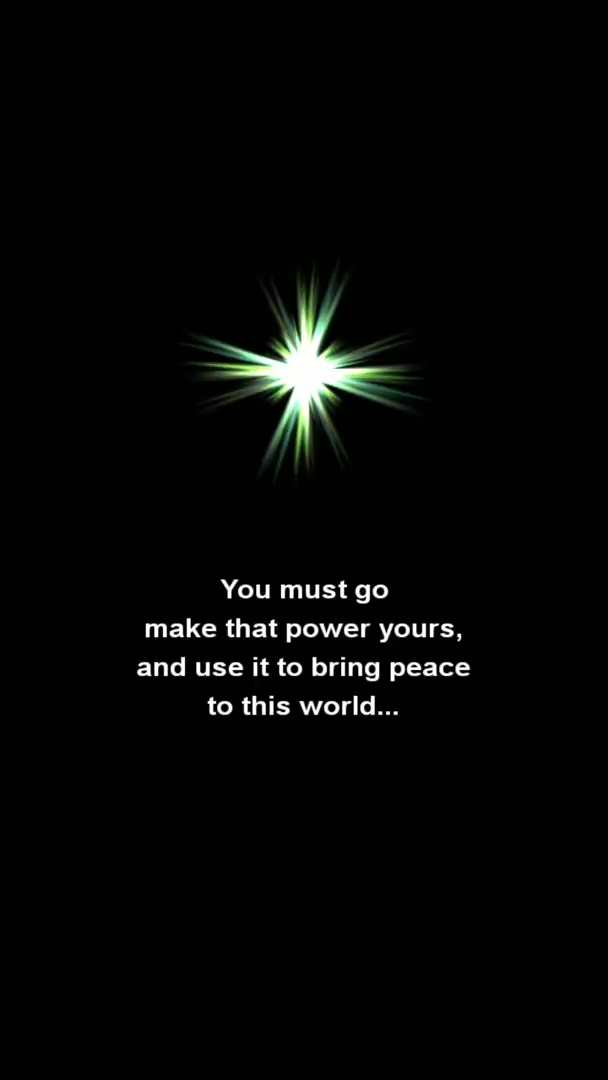 You must go
make that power yours,
and use it to bring peace
to this world...